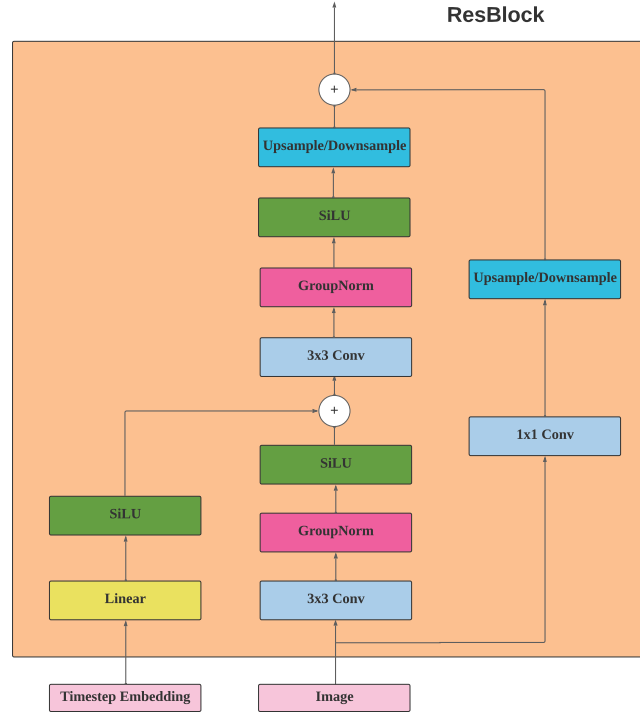 ResBlock
+
Upsample/Downsample
SiLU
GroupNorm
Upsample/Downsample
3x3 Conv
+
1x1 Conv
SiLU
SiLU
GroupNorm
Linear
3x3 Conv
Timestep Embedding
Image